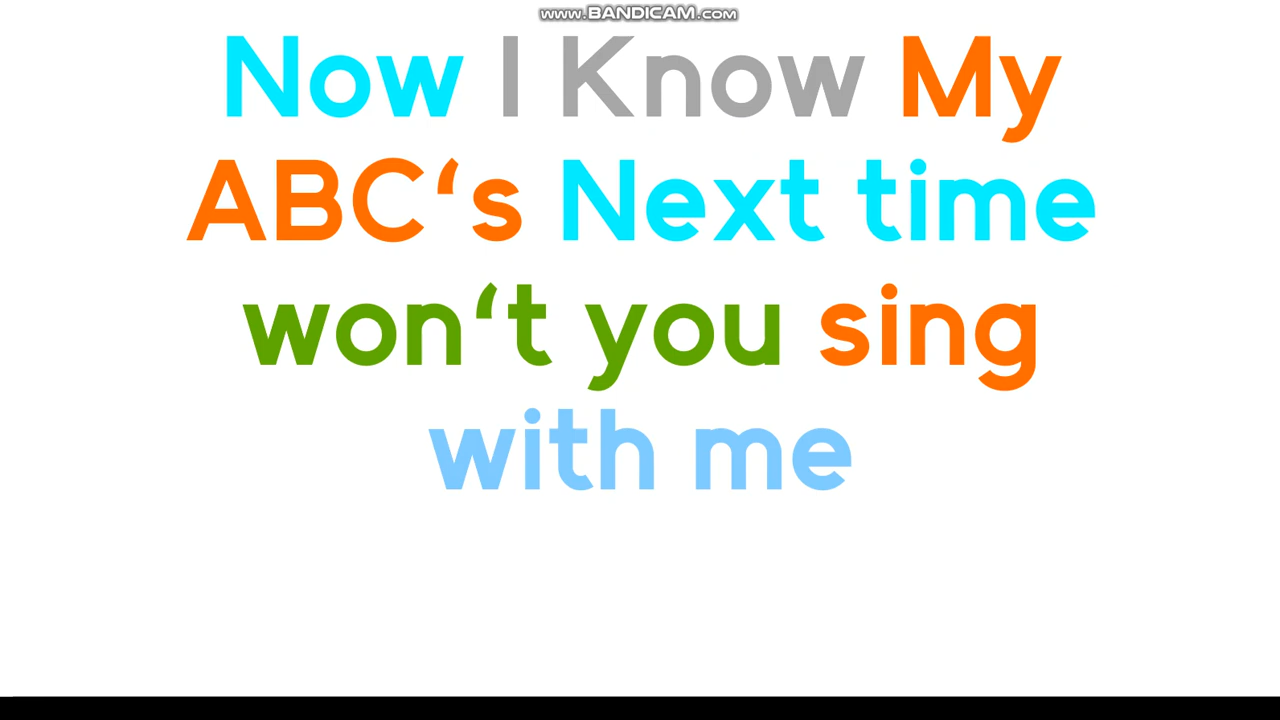 www.BANDICAM.com
Now I Know My
ABC‘s Next time
won‘t you sing
with me